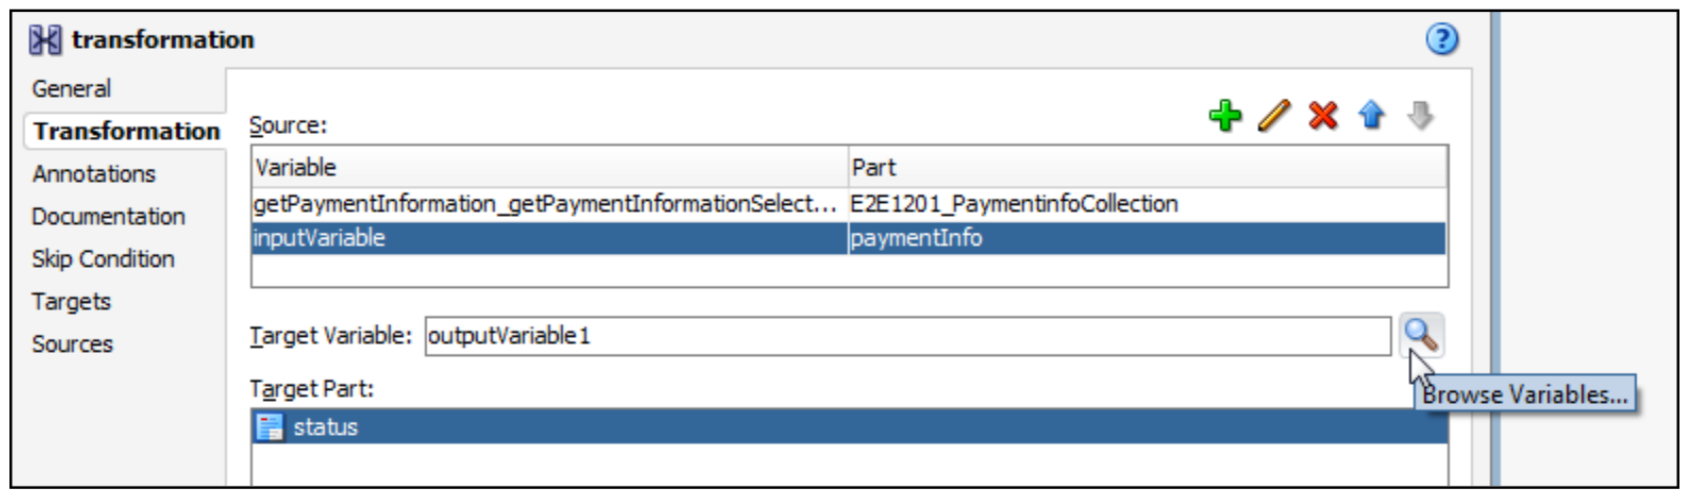 transformation
General
Transformation
Annotations
Documentation
Skip Condition
Targets
Sources
Source:
Variable Part
getPaymentInformation_getPaymentInformationSelect... E2E1201_PaymentinfoCollection
inputVariable paymentInfo
Target Variable: outputVariable1
Browse Variables...
Target Part:
status